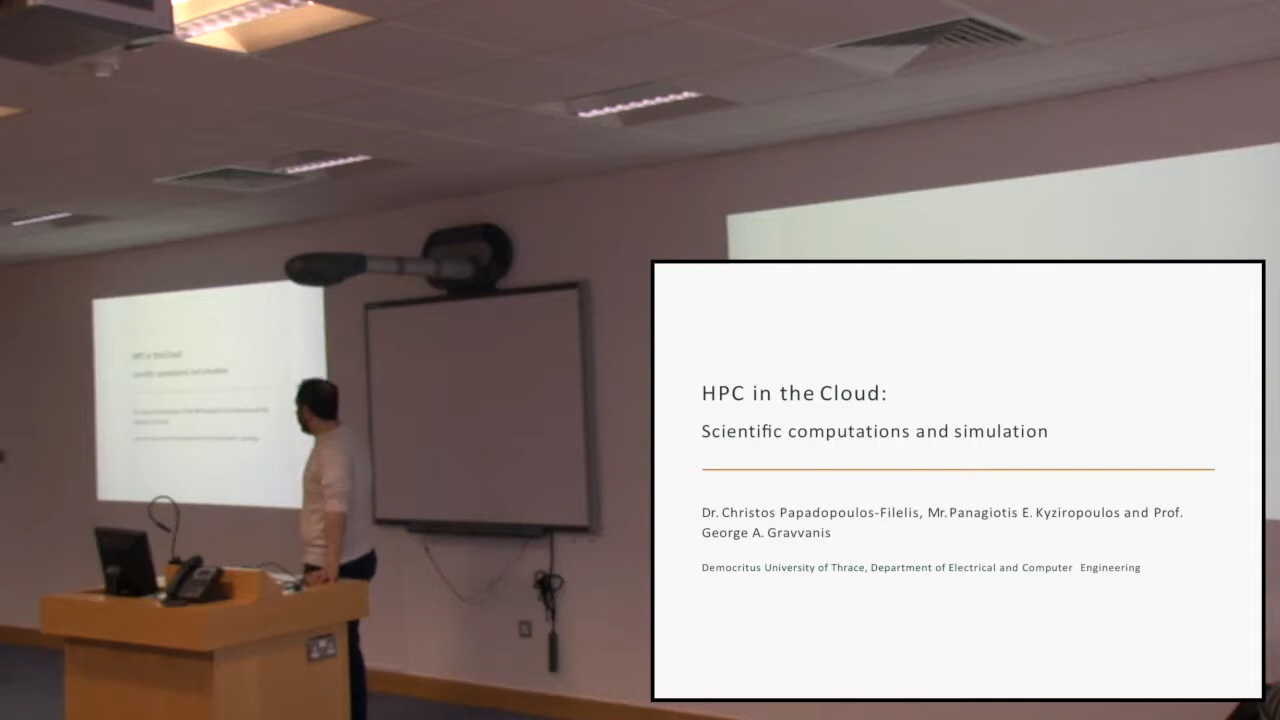 HPC in the Cloud:
Scientific computations and simulation
Dr. Christos Papadopoulos-Filelis, Mr. Panagiotis E. Kyziropoulos and Prof.
George A. Gravvanis
Democritus University of Thrace, Department of Electrical and Computer Engineering